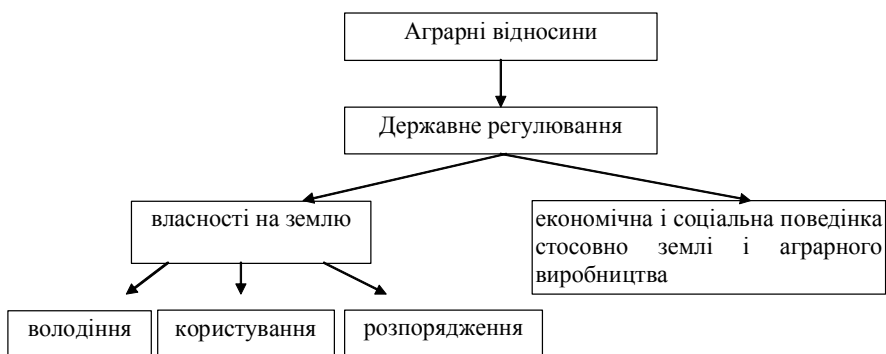 Аграрні відносини
Державне регулювання
власності на землю
економічна і соціальна поведінка
стосовно землі і аграрного
виробництва
володіння
користування
розпорядження